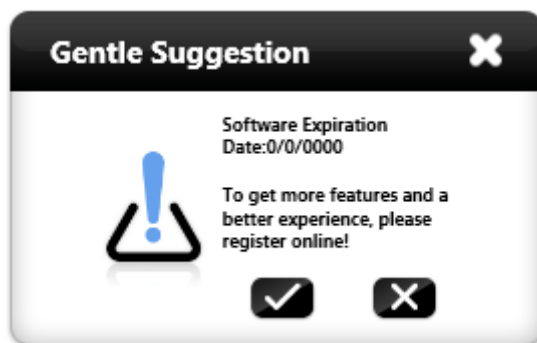 Gentle Suggestion
Software Expiration
Date:0/0/0000
To get more features and a
better experience, please
register online!